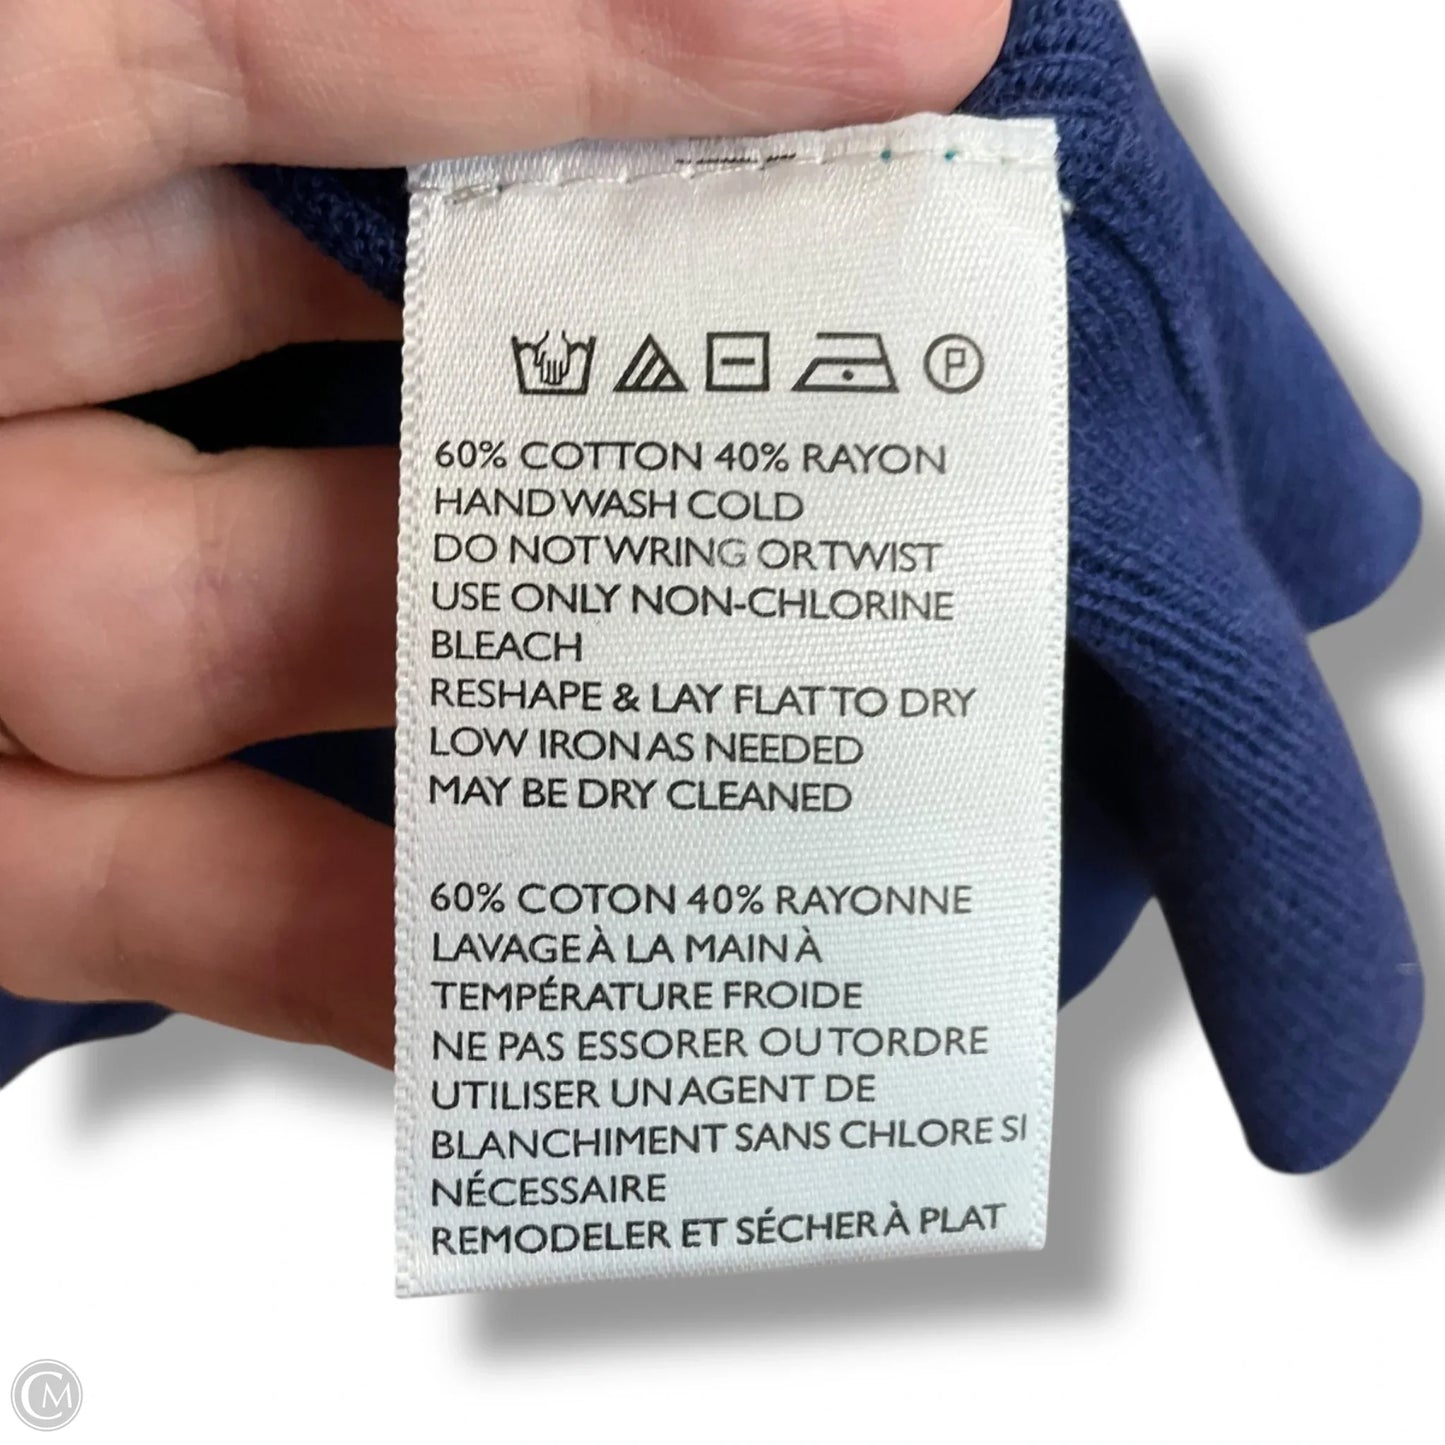 P
60% COTTON 40% RAYON
HAND WASH COLD
DO NOT WRING OR TWIST
USE ONLY NON-CHLORINE
BLEACH
RESHAPE & LAY FLAT TO DRY
LOW IRON AS NEEDED
MAY BE DRY CLEANED
60% COTON 40% RAYONNE
LAVAGE À LA MAIN À
TEMPÉRATURE FROIDE
NE PAS ESSORER OU TORDRE
UTILISER UN AGENT DE
BLANCHIMENT SANS CHLORE SI
NÉCESSAIRE
REMODELER ET SÉCHER À PLAT
CM